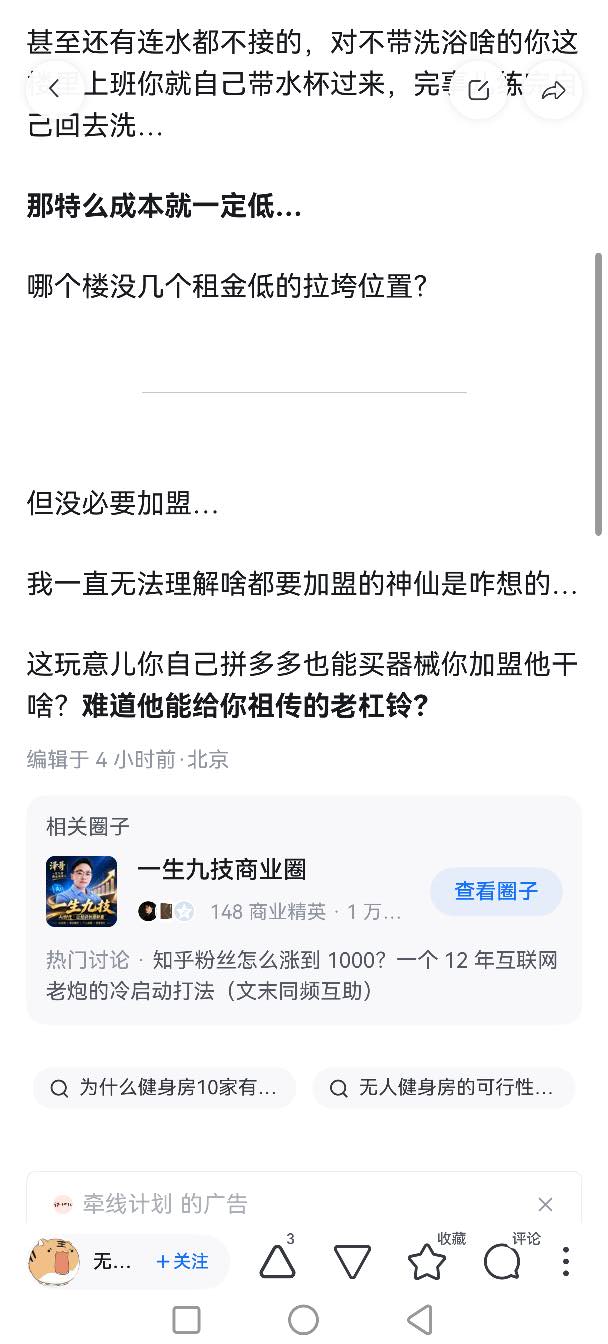 甚至还有连水都不接的，对不带洗浴啥的你这
上班你就自己带水杯过来，完事儿练完自
己回去洗...
那特么成本就一定低...
哪个楼没几个租金低的拉垮位置？
但没必要加盟...
我一直无法理解啥都要加盟的神仙是咋想的...
这玩意儿你自己拼多多也能买器械你加盟他干
啥？难道他能给你祖传的老杠铃？
编辑于 4 小时前·北京
相关圈子
泽哥
一生九技
一生九技商业圈
148 商业精英 · 1 万...
查看圈子
热门讨论 · 知乎粉丝怎么涨到 1000？一个 12 年互联网
老炮的冷启动打法（文末同频互助）
为什么健身房10家有...
无人健身房的可行性...
牵线计划 的广告
无...
+关注
3
收藏
评论